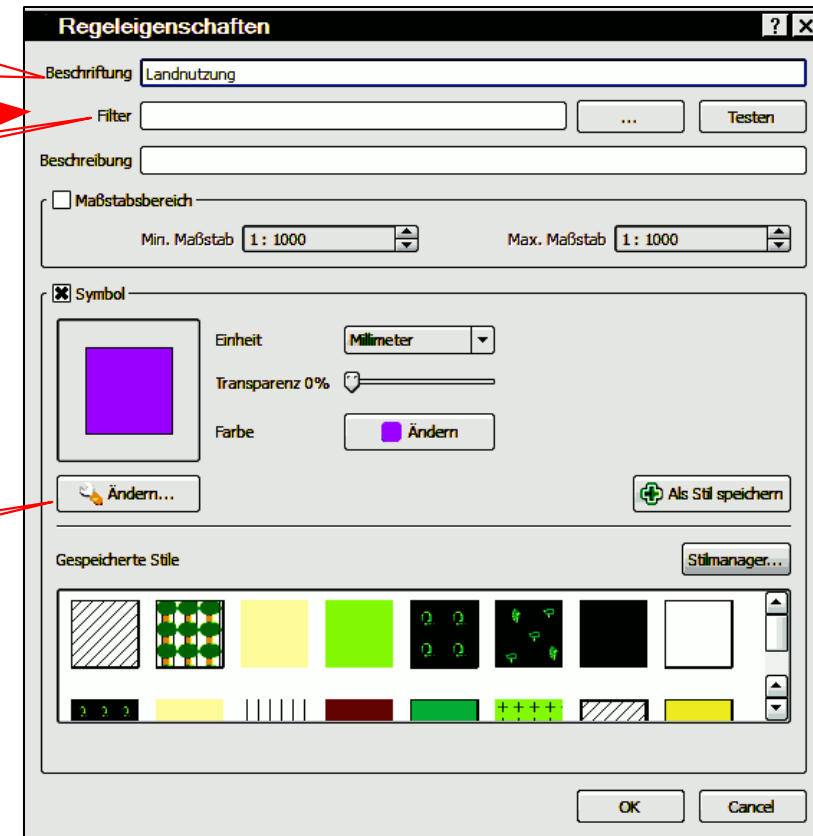 Regeleigenschaften ? X
Beschriftung Landnutzung
Filter ... Testen
Beschreibung
Maßstabsbereich
Min. Maßstab 1 : 1000 Max. Maßstab 1 : 1000
Symbol
Einheit Millimeter
Transparenz 0%
Farbe Ändern
Ändern... Als Stil speichern
Gespeicherte Stile Stilmanager...
OK Cancel